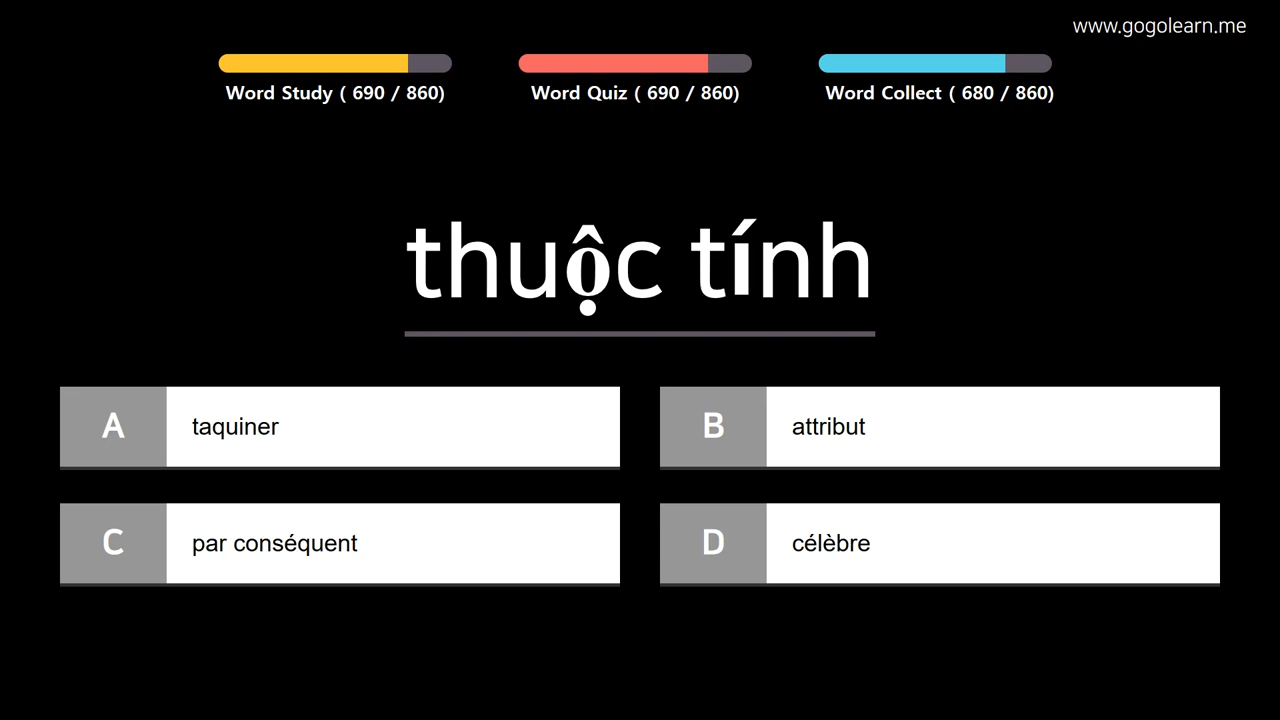 www.gogolearn.me
Word Study ( 690 / 860)
Word Quiz ( 690 / 860)
Word Collect ( 680 / 860)
thuộc tính
A taquiner
B attribut
C par conséquent
D célèbre